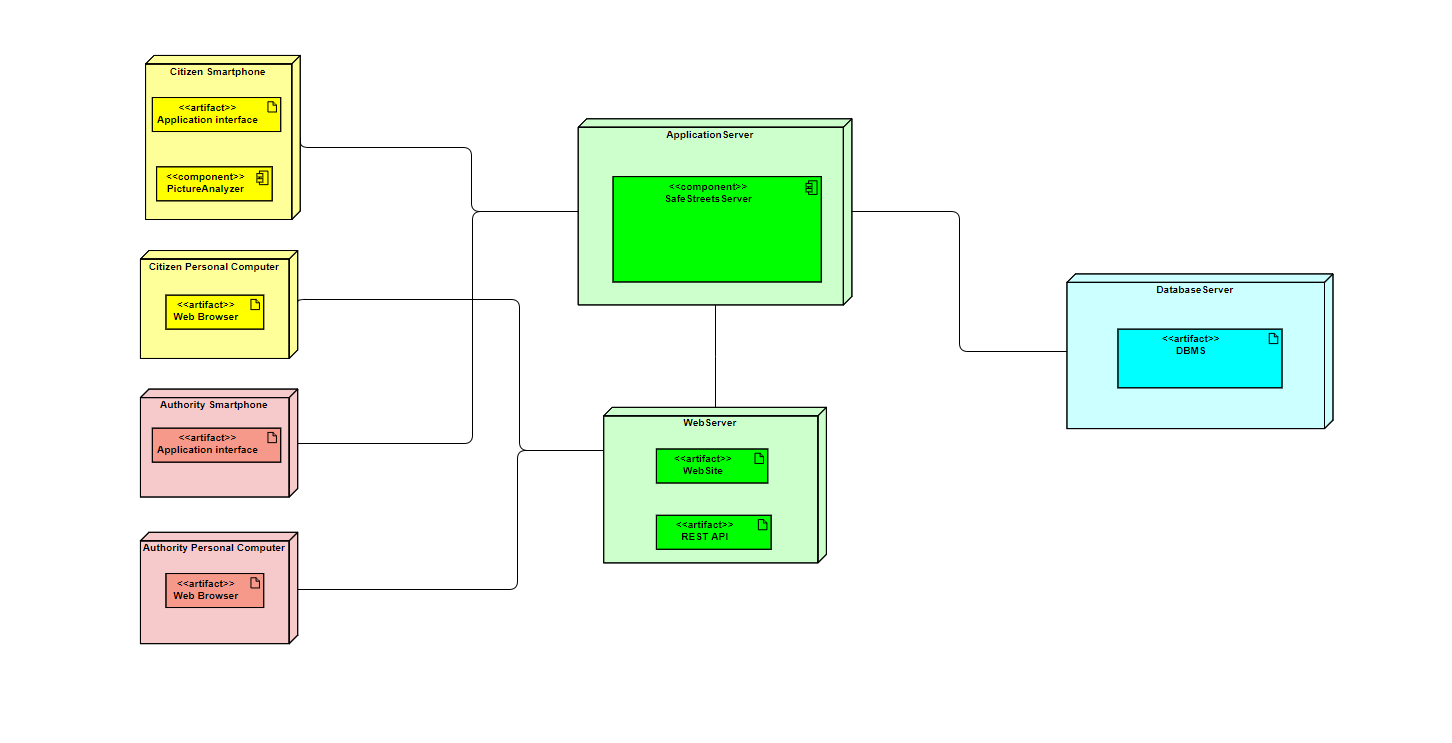 Citizen Smartphone
<<artifact>>
Application interface
<<component>>
PictureAnalyzer
Citizen Personal Computer
<<artifact>>
Web Browser
Authority Smartphone
<<artifact>>
Application interface
Authority Personal Computer
<<artifact>>
Web Browser
ApplicationServer
<<component>>
SafeStreetsServer
WebServer
<<artifact>>
WebSite
<<artifact>>
REST API
DatabaseServer
<<artifact>>
DBMS